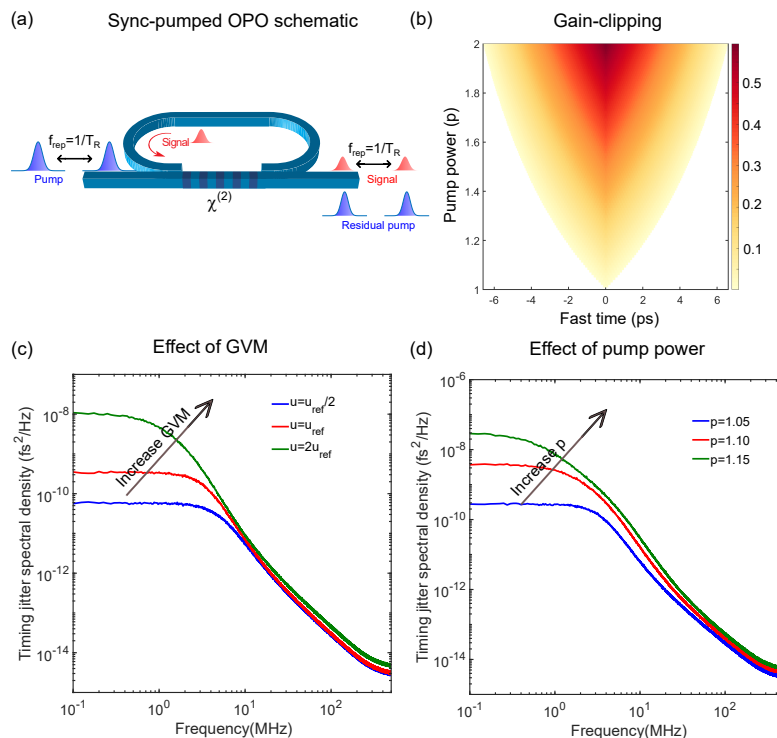 (a)
Sync-pumped OPO schematic
f_rep=1/T_R
Pump
Signal
χ^(2)
f_rep=1/T_R
Signal
Residual pump
(b)
Gain-clipping
Pump power (p)
2
1.8
1.6
1.4
1.2
1
-6
-4
-2
0
2
4
6
Fast time (ps)
0.5
0.4
0.3
0.2
0.1
(c)
Effect of GVM
Timing jitter spectral density (fs^2/Hz)
10^-8
10^-10
10^-12
10^-14
Increase GVM
u=u_ref/2
u=u_ref
u=2u_ref
10^-1
10^0
10^1
10^2
Frequency(MHz)
(d)
Effect of pump power
Timing jitter spectral density (fs^2/Hz)
10^-6
10^-8
10^-10
10^-12
10^-14
Increase p
p=1.05
p=1.10
p=1.15
10^-1
10^0
10^1
10^2
Frequency(MHz)